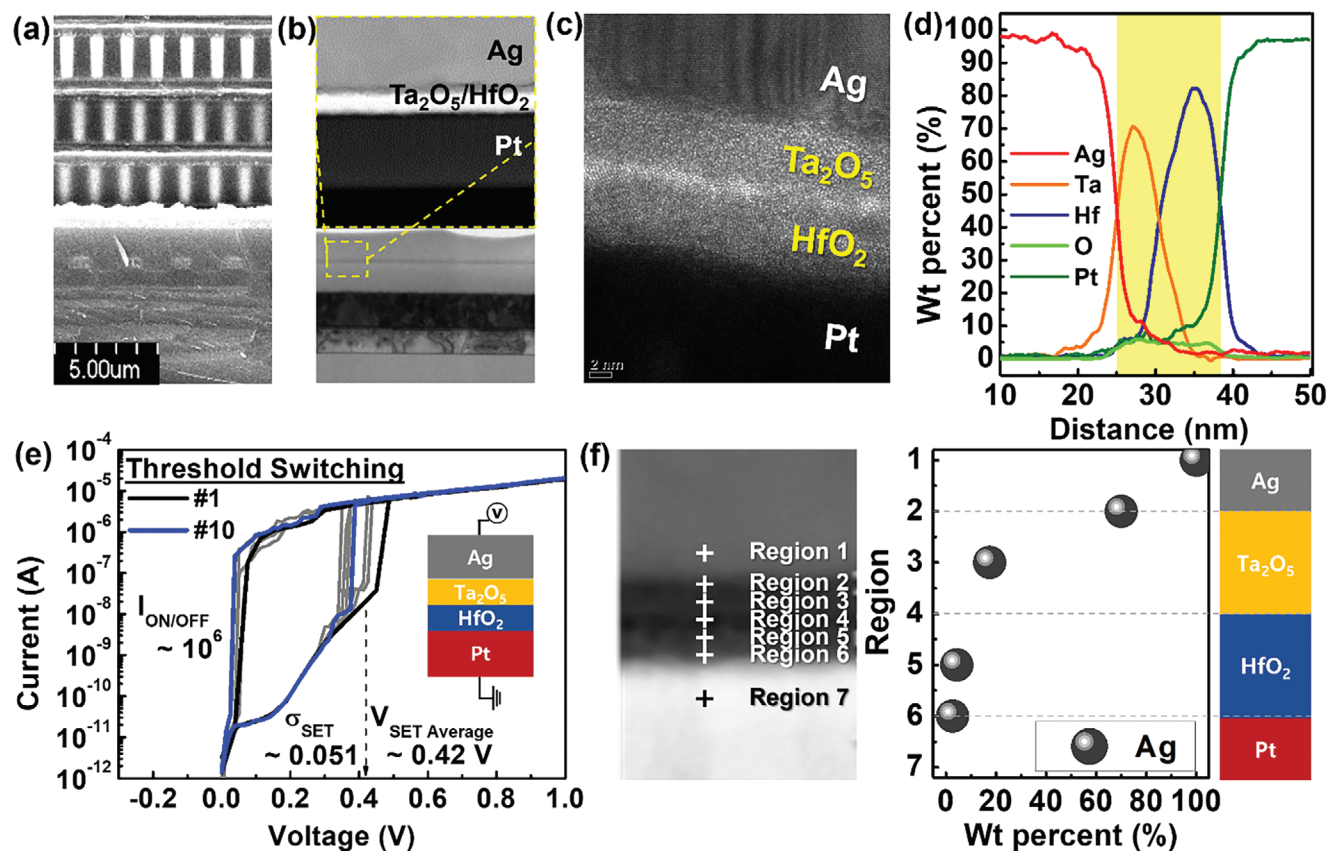 (a)
5.00um
(b)
Ag
Ta2O5/HfO2
Pt
(c)
Ag
Ta2O5
HfO2
Pt
2 nm
(d)
Wt percent (%)
100
90
80
70
60
50
40
30
20
10
0
Ag
Ta
Hf
O
Pt
10 20 30 40 50
Distance (nm)
(e)
Current (A)
10-4
10-5
10-6
10-7
10-8
10-9
10-10
10-11
10-12
Threshold Switching
#1
#10
ION/OFF
~ 10^6
V
Ag
Ta2O5
HfO2
Pt
σSET
~ 0.051
VSET Average
~ 0.42 V
-0.2 0.0 0.2 0.4 0.6 0.8 1.0
Voltage (V)
(f)
Region 1
Region 2
Region 3
Region 4
Region 5
Region 6
Region 7
Region
1
2
3
4
5
6
7
Ag
0 20 40 60 80 100
Wt percent (%)
Ag
Ta2O5
HfO2
Pt